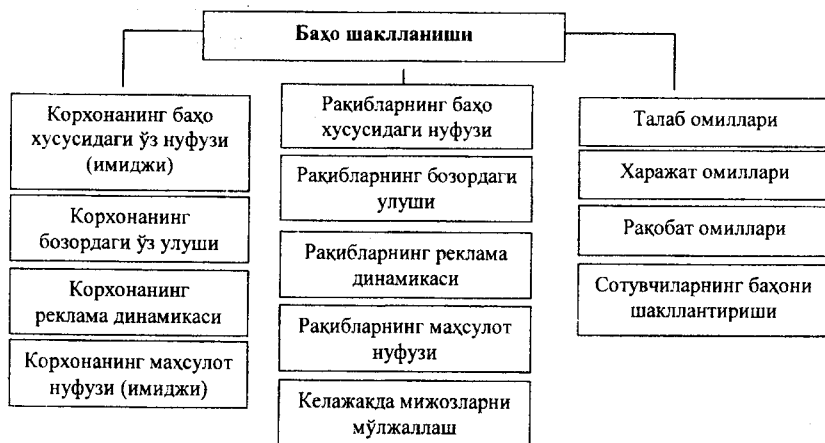 Баҳо шаклланиши
Корхонанинг баҳо
хусусидаги ўз нуфузи
(имиджи)
Корхонанинг
бозордаги ўз улуши
Корхонанинг
реклама динамикаси
Корхонанинг маҳсулот
нуфузи (имиджи)
Рақибларнинг баҳо
хусусидаги нуфузи
Рақибларнинг бозордаги
улуши
Рақибларнинг реклама
динамикаси
Рақибларнинг маҳсулот
нуфузи
Келажакда мижозларни
мўлжаллаш
Талаб омиллари
Харажат омиллари
Рақобат омиллари
Сотувчиларнинг баҳони
шакллантириши